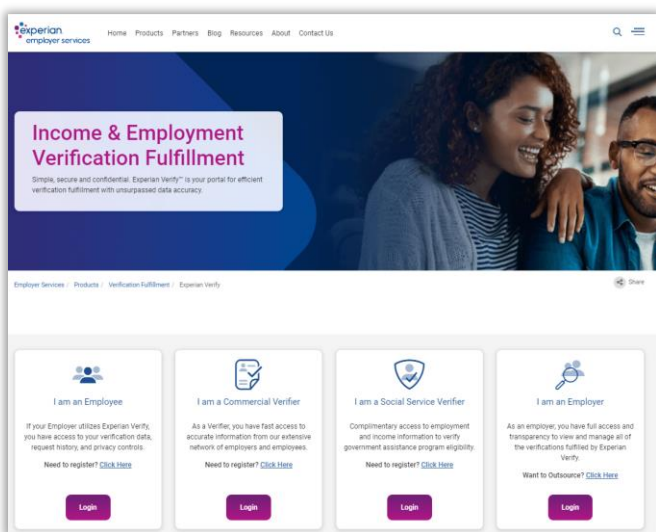 experian
employer services
Home Products Partners Blog Resources About Contact Us
Income & Employment
Verification Fulfillment
Simple, secure and confidential. Experian Verify™ is your portal for efficient
verification fulfillment with unsurpassed data accuracy.
Employer Services / Products / Verification Fulfillment / Experian Verify
Share
I am an Employee
If your Employer utilizes Experian Verify,
you have access to your verification data,
request history, and privacy controls.
Need to register? Click Here
Login
I am a Commercial Verifier
As a Verifier, you have fast access to
accurate information from our extensive
network of employers and employees.
Need to register? Click Here
Login
I am a Social Service Verifier
Complimentary access to employment
and income information to verify
government assistance program eligibility.
Need to register? Click Here
Login
I am an Employer
As an employer, you have full access and
transparency to view and manage all of
the verifications fulfilled by Experian
Verify.
Want to Outsource? Click Here
Login